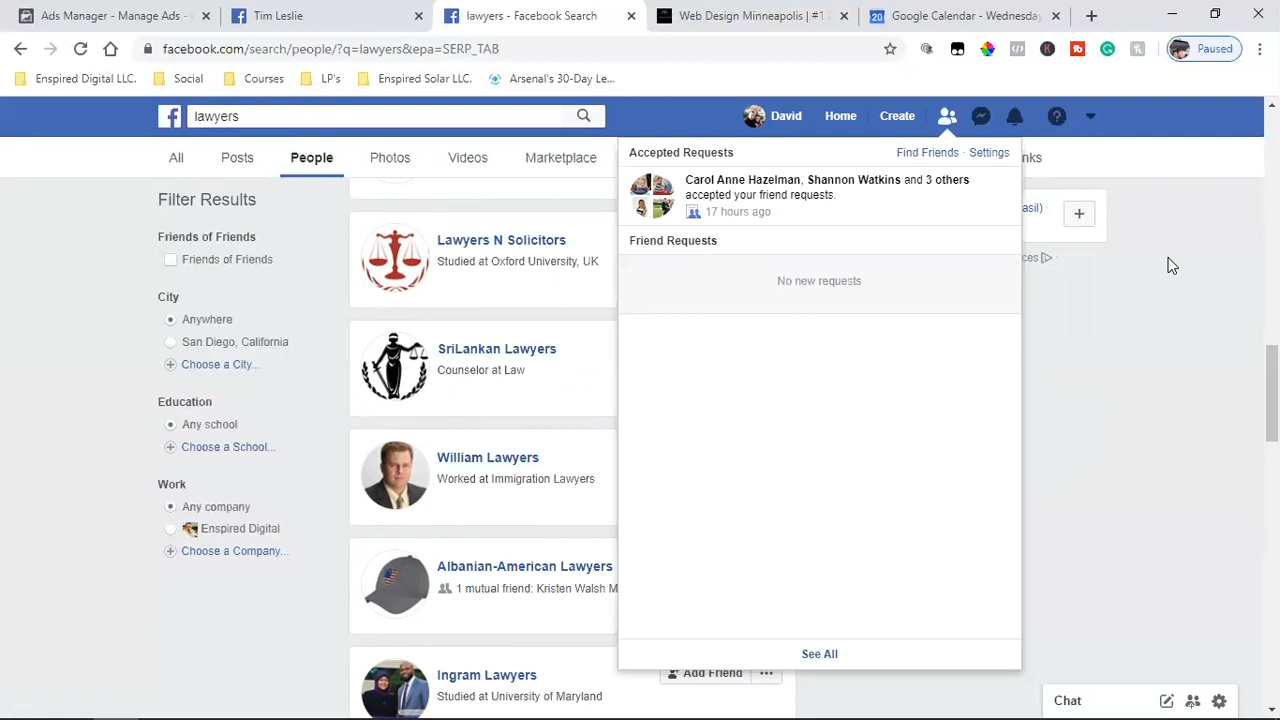 Ads Manager - Manage Ads -
Tim Leslie
lawyers - Facebook Search
Web Design Minneapolis | #1
Google Calendar - Wednesday
facebook.com/search/people/?q=lawyers&epa=SERP_TAB
Paused
Enspired Digital LLC.
Social
Courses
LP's
Enspired Solar LLC.
Arsenal's 30-Day Le...
lawyers
David
Home
Create
All
Posts
People
Photos
Videos
Marketplace
nks
Accepted Requests
Find Friends · Settings
Carol Anne Hazelman, Shannon Watkins and 3 others
accepted your friend requests.
17 hours ago
Friend Requests
No new requests
See All
asil)
ces
Filter Results
Friends of Friends
Friends of Friends
City
Anywhere
San Diego, California
Choose a City...
Education
Any school
Choose a School...
Work
Any company
Enspired Digital
Choose a Company...
Lawyers N Solicitors
Studied at Oxford University, UK
SriLankan Lawyers
Counselor at Law
William Lawyers
Worked at Immigration Lawyers
Albanian-American Lawyers
1 mutual friend: Kristen Walsh M
Ingram Lawyers
Studied at University of Maryland
Add Friend
Chat